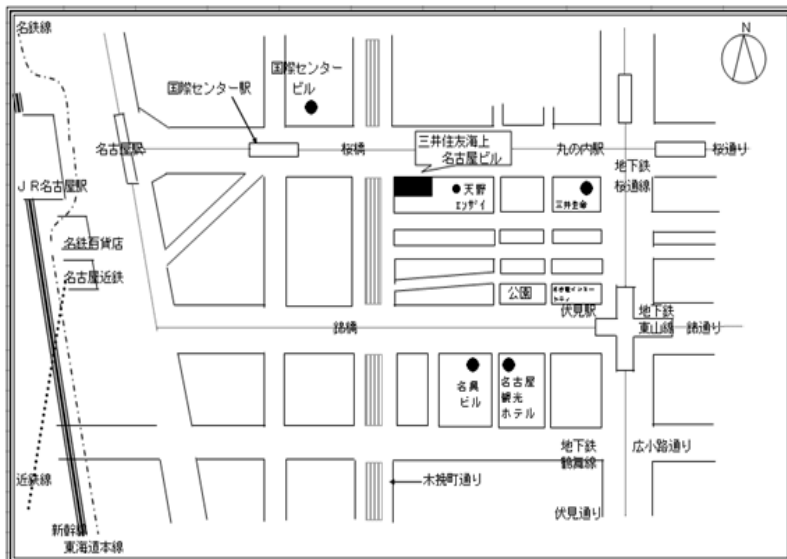 名鉄線
N
国際センター
ビル
国際センター駅
三井住友海上
名古屋ビル
名古屋駅
桜橋
丸の内駅
桜通り
地下鉄
桜通線
JR名古屋駅
天野
エンザイ
三井生命
名鉄百貨店
名古屋近鉄
公園
伏見駅
地下鉄
東山線
錦通り
錦橋
名興
ビル
名古屋
観光
ホテル
地下鉄
鶴舞線
広小路通り
近鉄線
木挽町通り
伏見通り
新幹線
東海道本線